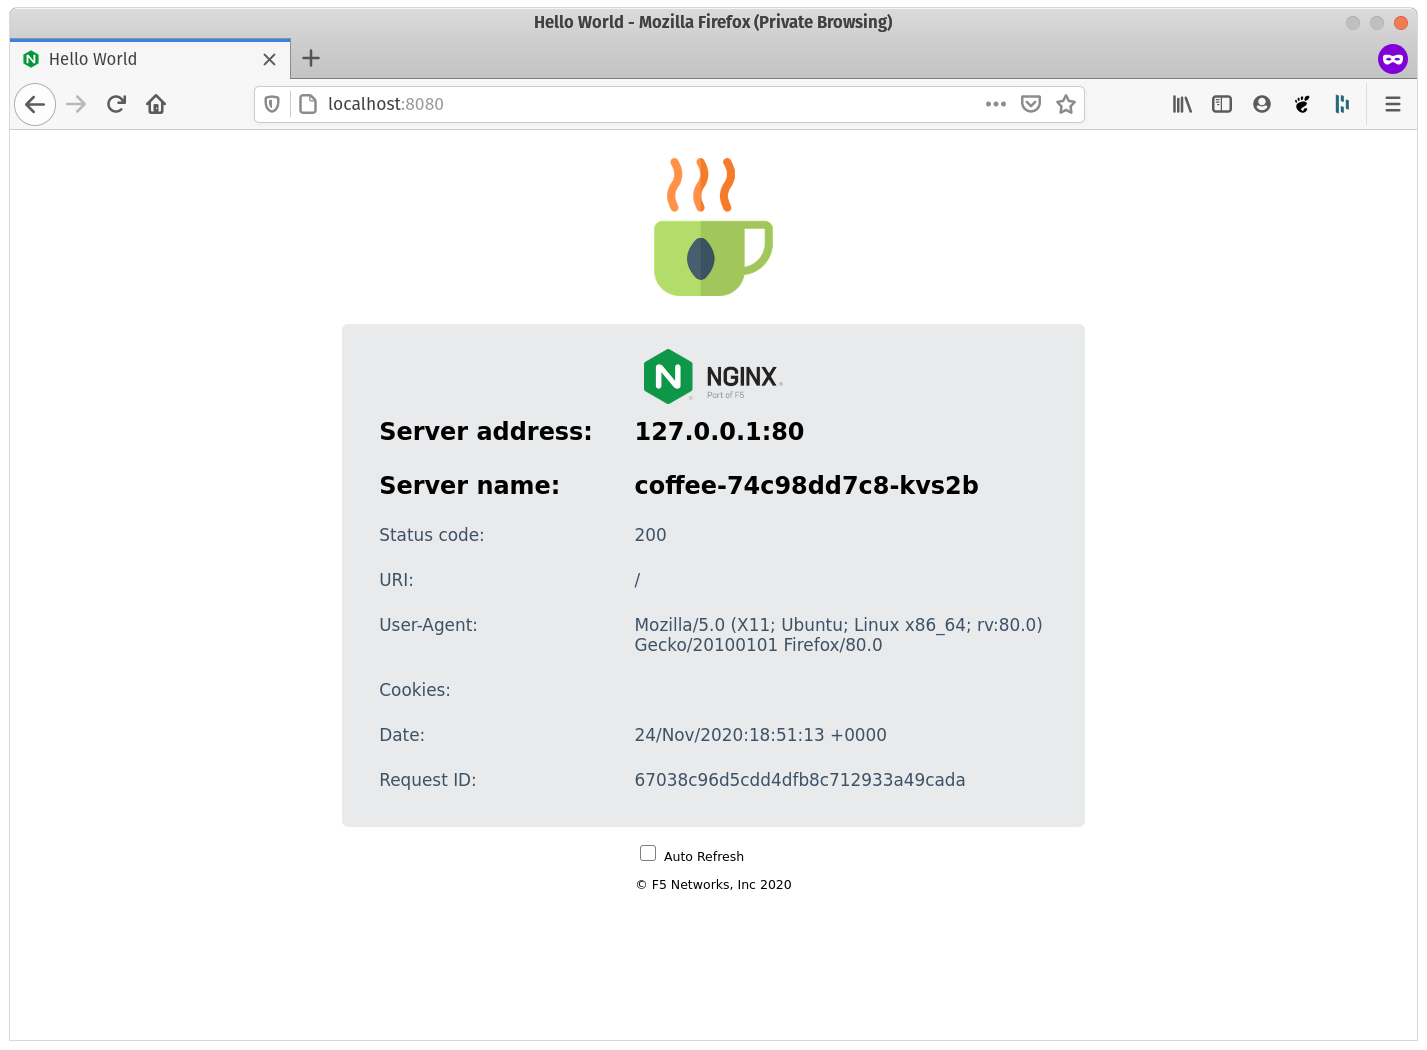 Hello World - Mozilla Firefox (Private Browsing)
Hello World
localhost:8080
NGINX
Part of F5
Server address: 127.0.0.1:80
Server name: coffee-74c98dd7c8-kvs2b
Status code: 200
URI: /
User-Agent: Mozilla/5.0 (X11; Ubuntu; Linux x86_64; rv:80.0)
Gecko/20100101 Firefox/80.0
Cookies:
Date: 24/Nov/2020:18:51:13 +0000
Request ID: 67038c96d5cdd4dfb8c712933a49cada
Auto Refresh
© F5 Networks, Inc 2020